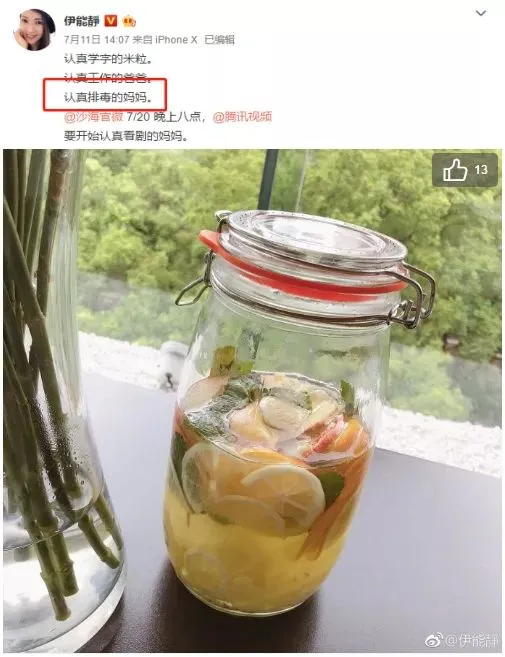 伊能靜
7月11日 14:07 来自 iPhone X 已编辑
认真学字的米粒。
认真工作的爸爸。
认真排毒的妈妈。
@沙海官微 7/20 晚上八点，@腾讯视频
要开始认真看剧的妈妈。
13
@伊能靜